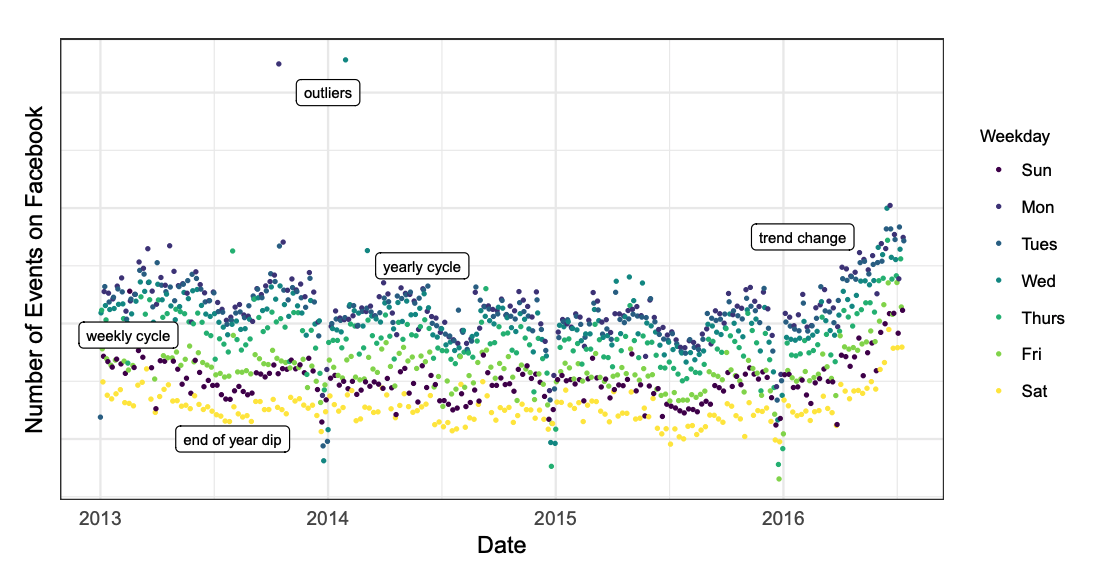 outliers
trend change
yearly cycle
weekly cycle
end of year dip
Number of Events on Facebook
2013
2014
2015
2016
Date
Weekday
Sun
Mon
Tues
Wed
Thurs
Fri
Sat